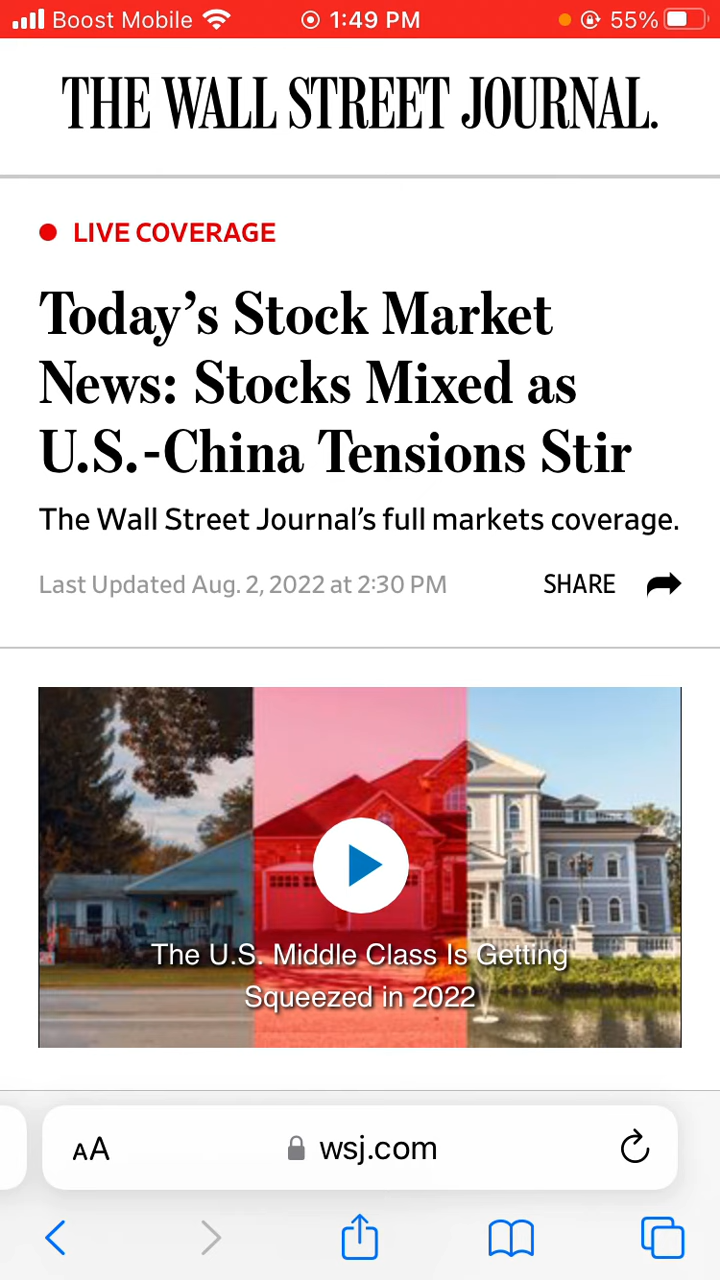 Boost Mobile 1:49 PM 55%
THE WALL STREET JOURNAL.
LIVE COVERAGE
Today’s Stock Market
News: Stocks Mixed as
U.S.-China Tensions Stir
The Wall Street Journal’s full markets coverage.
Last Updated Aug. 2, 2022 at 2:30 PM SHARE
The U.S. Middle Class Is Getting
Squeezed in 2022
AA wsj.com